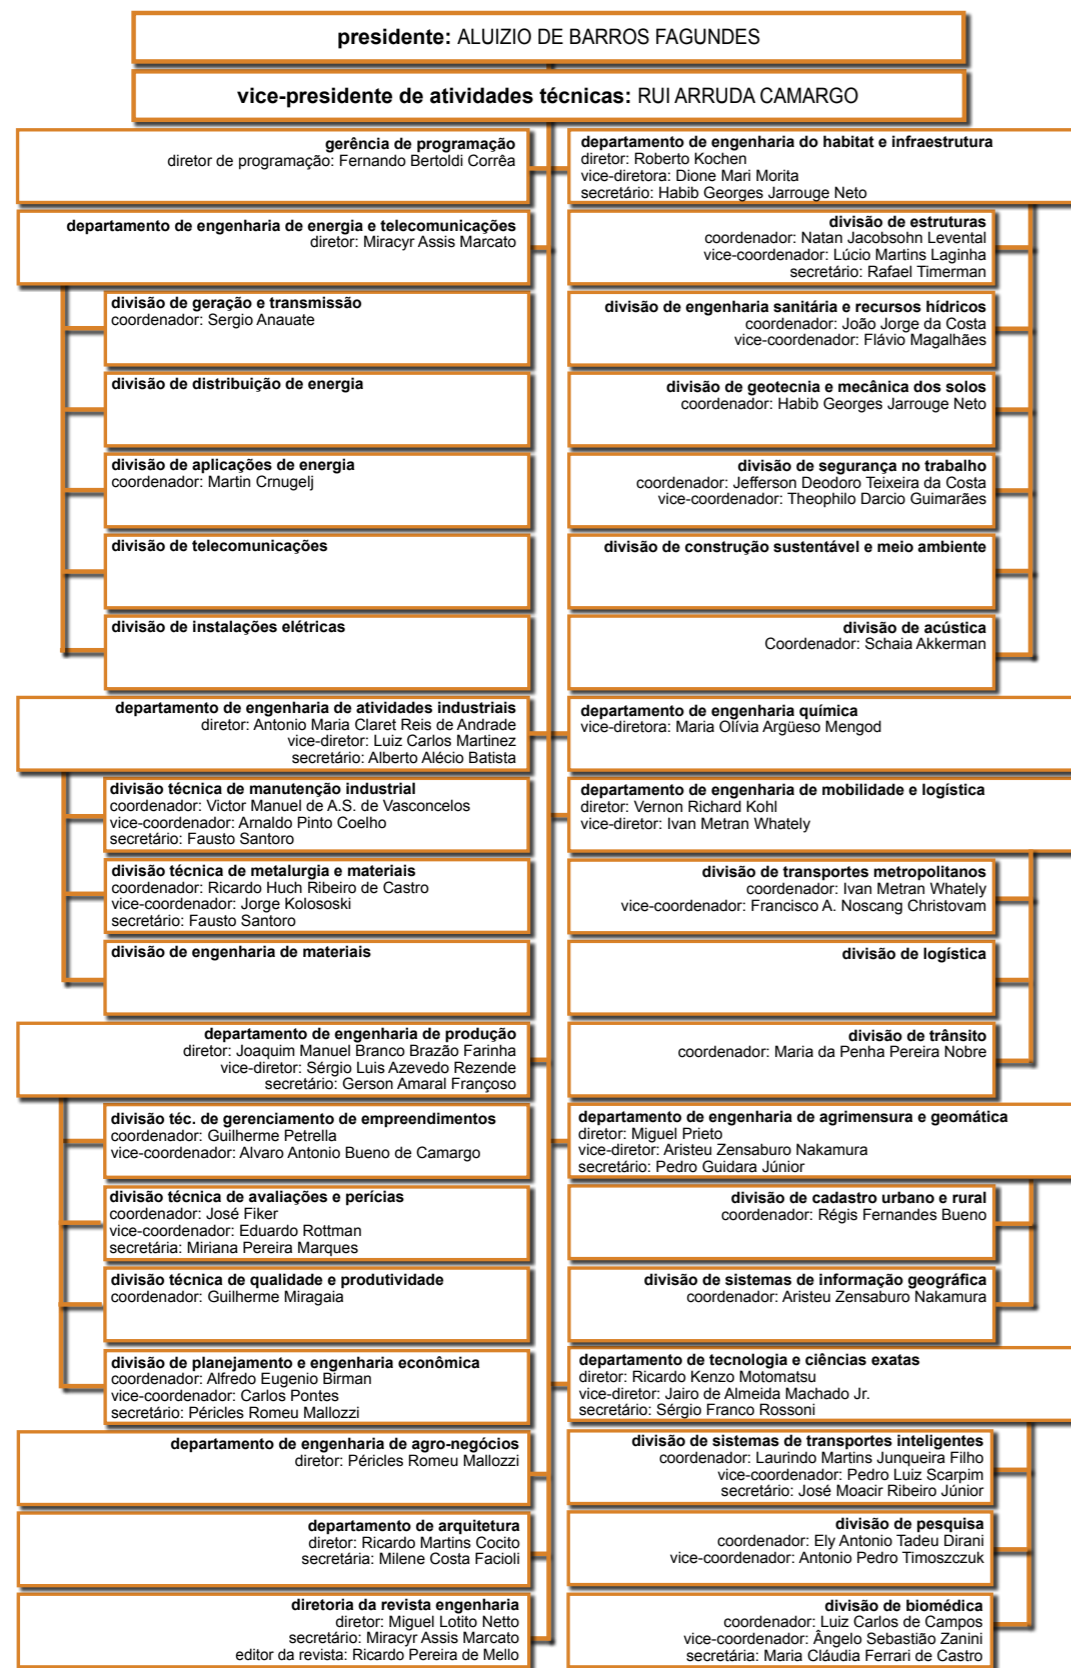 presidente: ALUIZIO DE BARROS FAGUNDES
vice-presidente de atividades técnicas: RUI ARRUDA CAMARGO
gerência de programação
diretor de programação: Fernando Bertoldi Corrêa
departamento de engenharia de energia e telecomunicações
diretor: Miracyr Assis Marcato
divisão de geração e transmissão
coordenador: Sergio Anauate
divisão de distribuição de energia
divisão de aplicações de energia
coordenador: Martin Crnugelj
divisão de telecomunicações
divisão de instalações elétricas
departamento de engenharia de atividades industriais
diretor: Antonio Maria Claret Reis de Andrade
vice-diretor: Luiz Carlos Martinez
secretário: Alberto Alécio Batista
divisão técnica de manutenção industrial
coordenador: Victor Manuel de A.S. de Vasconcelos
vice-coordenador: Arnaldo Pinto Coelho
secretário: Fausto Santoro
divisão técnica de metalurgia e materiais
coordenador: Ricardo Huch Ribeiro de Castro
vice-coordenador: Jorge Kolososki
secretário: Fausto Santoro
divisão de engenharia de materiais
departamento de engenharia de produção
diretor: Joaquim Manuel Branco Brazão Farinha
vice-diretor: Sérgio Luis Azevedo Rezende
secretário: Gerson Amaral Françoso
divisão téc. de gerenciamento de empreendimentos
coordenador: Guilherme Petrella
vice-coordenador: Alvaro Antonio Bueno de Camargo
divisão técnica de avaliações e perícias
coordenador: José Fiker
vice-coordenador: Eduardo Rottman
secretária: Miriana Pereira Marques
divisão técnica de qualidade e produtividade
coordenador: Guilherme Miragaia
divisão de planejamento e engenharia econômica
coordenador: Alfredo Eugenio Birman
vice-coordenador: Carlos Pontes
secretário: Péricles Romeu Mallozzi
departamento de engenharia de agro-negócios
diretor: Péricles Romeu Mallozzi
departamento de arquitetura
diretor: Ricardo Martins Cocito
secretária: Milene Costa Facioli
diretoria da revista engenharia
diretor: Miguel Lotito Netto
secretário: Miracyr Assis Marcato
editor da revista: Ricardo Pereira de Mello
departamento de engenharia do habitat e infraestrutura
diretor: Roberto Kochen
vice-diretora: Dione Mari Morita
secretário: Habib Georges Jarrouge Neto
divisão de estruturas
coordenador: Natan Jacobsohn Levental
vice-coordenador: Lúcio Martins Laginha
secretário: Rafael Timerman
divisão de engenharia sanitária e recursos hídricos
coordenador: João Jorge da Costa
vice-coordenador: Flávio Magalhães
divisão de geotecnia e mecânica dos solos
coordenador: Habib Georges Jarrouge Neto
divisão de segurança no trabalho
coordenador: Jefferson Deodoro Teixeira da Costa
vice-coordenador: Theophilo Darcio Guimarães
divisão de construção sustentável e meio ambiente
divisão de acústica
Coordenador: Schaia Akkerman
departamento de engenharia química
vice-diretora: Maria Olívia Argüeso Mengod
departamento de engenharia de mobilidade e logística
diretor: Vernon Richard Kohl
vice-diretor: Ivan Metran Whately
divisão de transportes metropolitanos
coordenador: Ivan Metran Whately
vice-coordenador: Francisco A. Noscang Christovam
divisão de logística
divisão de trânsito
coordenador: Maria da Penha Pereira Nobre
departamento de engenharia de agrimensura e geomática
diretor: Miguel Prieto
vice-diretor: Aristeu Zensaburo Nakamura
secretário: Pedro Guidara Júnior
divisão de cadastro urbano e rural
coordenador: Régis Fernandes Bueno
divisão de sistemas de informação geográfica
coordenador: Aristeu Zensaburo Nakamura
departamento de tecnologia e ciências exatas
diretor: Ricardo Kenzo Motomatsu
vice-diretor: Jairo de Almeida Machado Jr.
secretário: Sérgio Franco Rossoni
divisão de sistemas de transportes inteligentes
coordenador: Laurindo Martins Junqueira Filho
vice-coordenador: Pedro Luiz Scarpim
secretário: José Moacir Ribeiro Júnior
divisão de pesquisa
coordenador: Ely Antonio Tadeu Dirani
vice-coordenador: Antonio Pedro Timoszczuk
divisão de biomédica
coordenador: Luiz Carlos de Campos
vice-coordenador: Ângelo Sebastião Zanini
secretária: Maria Cláudia Ferrari de Castro